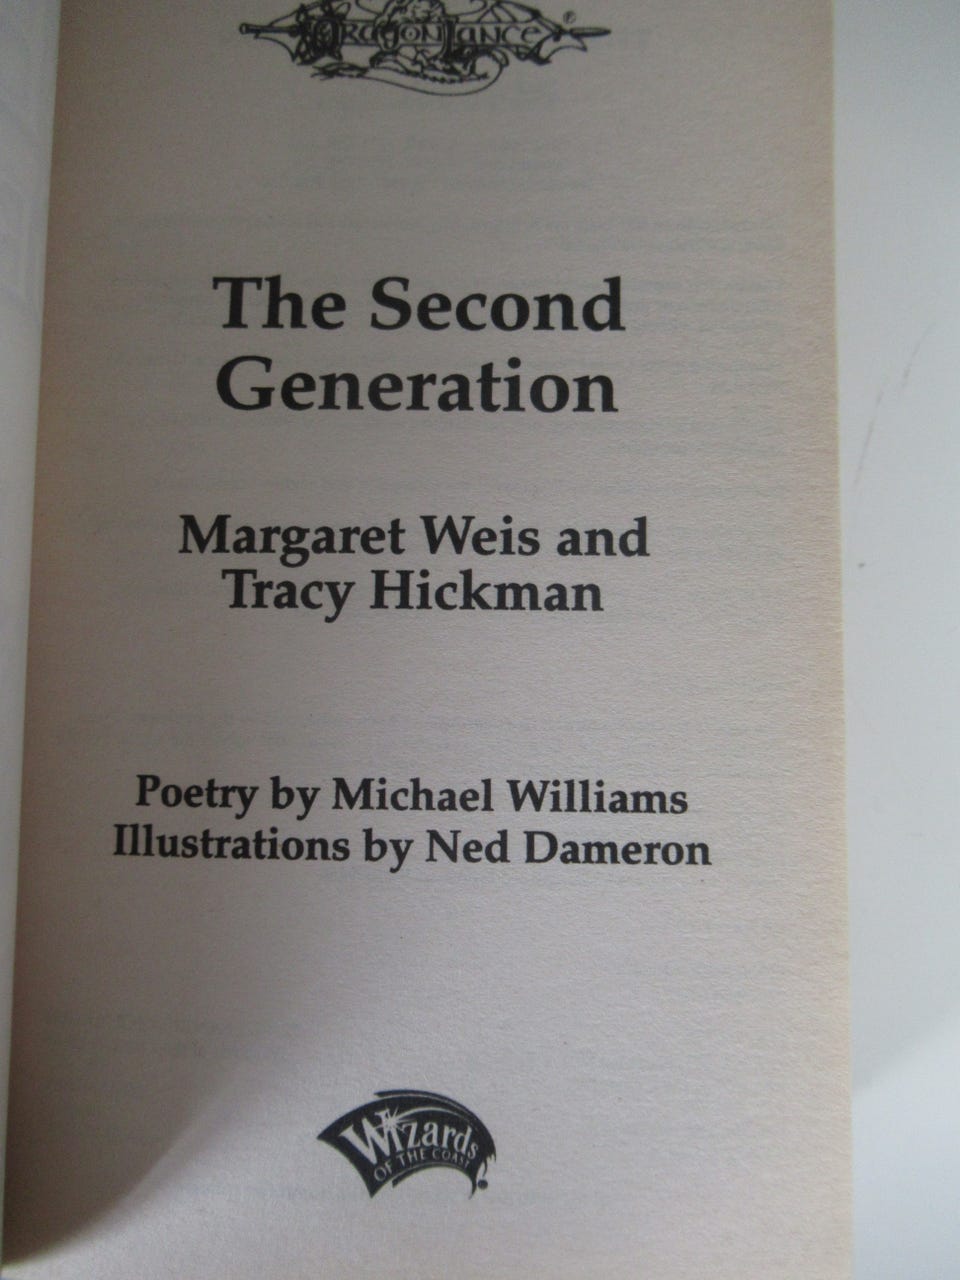 DragonLance®
The Second
Generation
Margaret Weis and
Tracy Hickman
Poetry by Michael Williams
Illustrations by Ned Dameron
Wizards
OF THE COAST